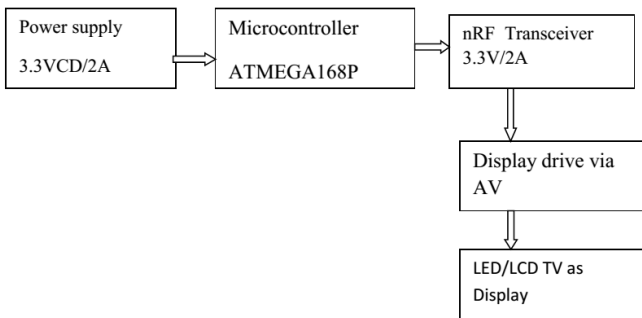 Power supply
3.3VCD/2A
Microcontroller
ATMEGA168P
nRF Transceiver
3.3V/2A
Display drive via
AV
LED/LCD TV as
Display